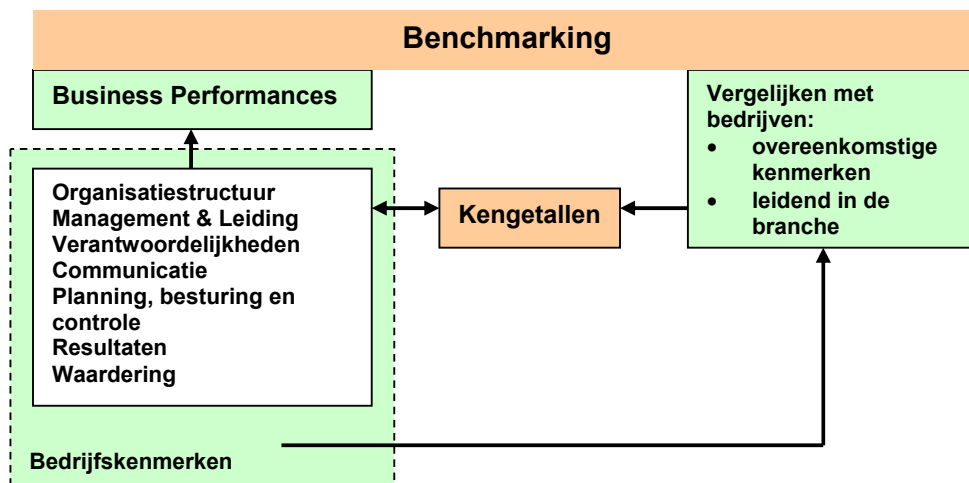 Benchmarking
Business Performances
Organisatiestructuur
Management & Leiding
Verantwoordelijkheden
Communicatie
Planning, besturing en
controle
Resultaten
Waardering
Bedrijfskenmerken
Kengetallen
Vergelijken met
bedrijven:
• overeenkomstige
kenmerken
• leidend in de
branche